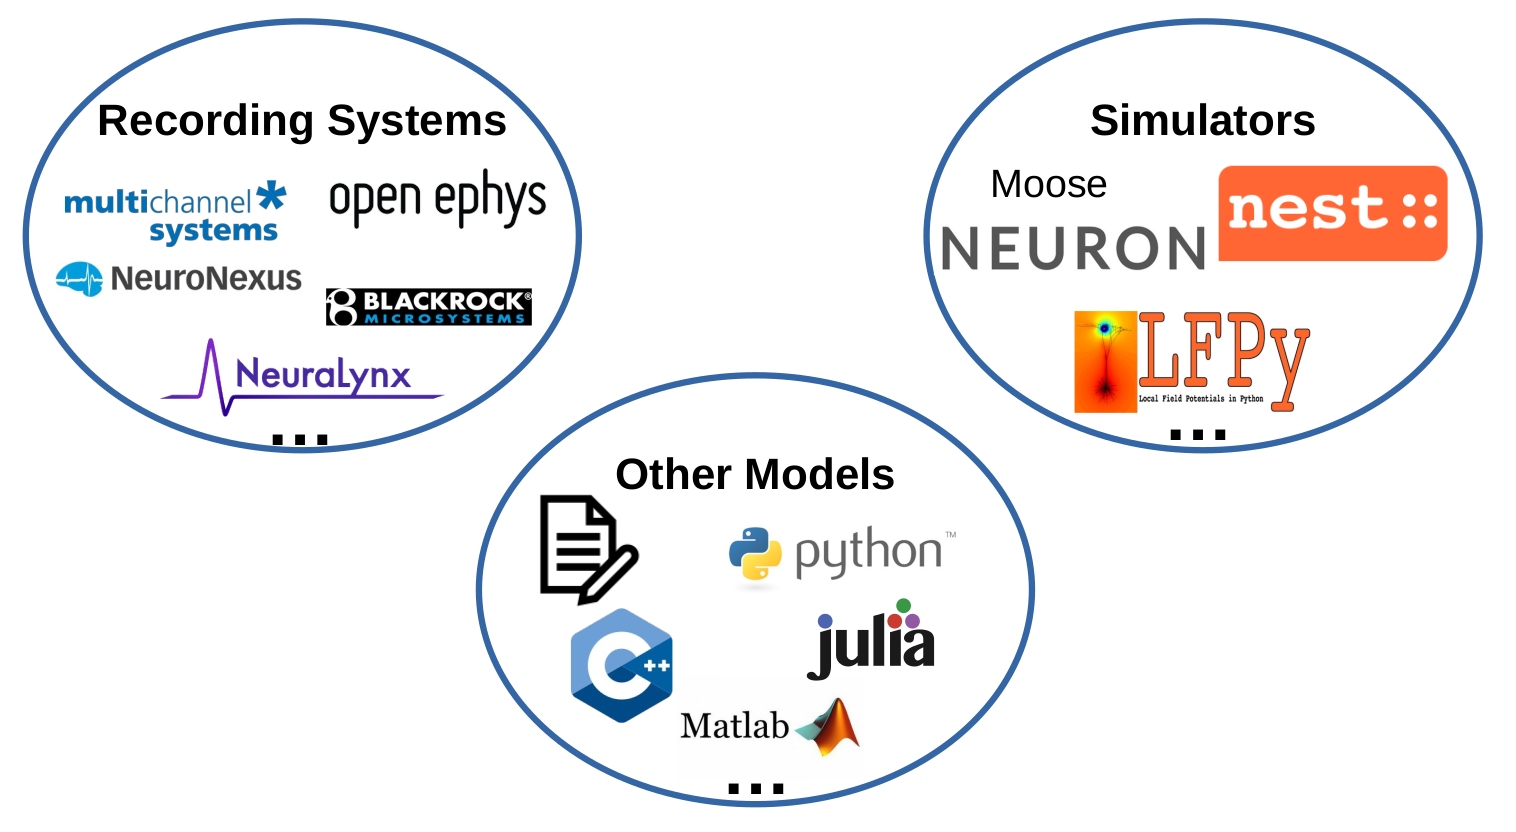 Recording Systems
multichannel*
systems
open ephys
NeuroNexus
BLACKROCK®
MICROSYSTEMS
NeuraLynx
...
Simulators
Moose
nest::
NEURON
LFPy
Local Field Potentials in Python
...
Other Models
python™
C++
julia
Matlab
...